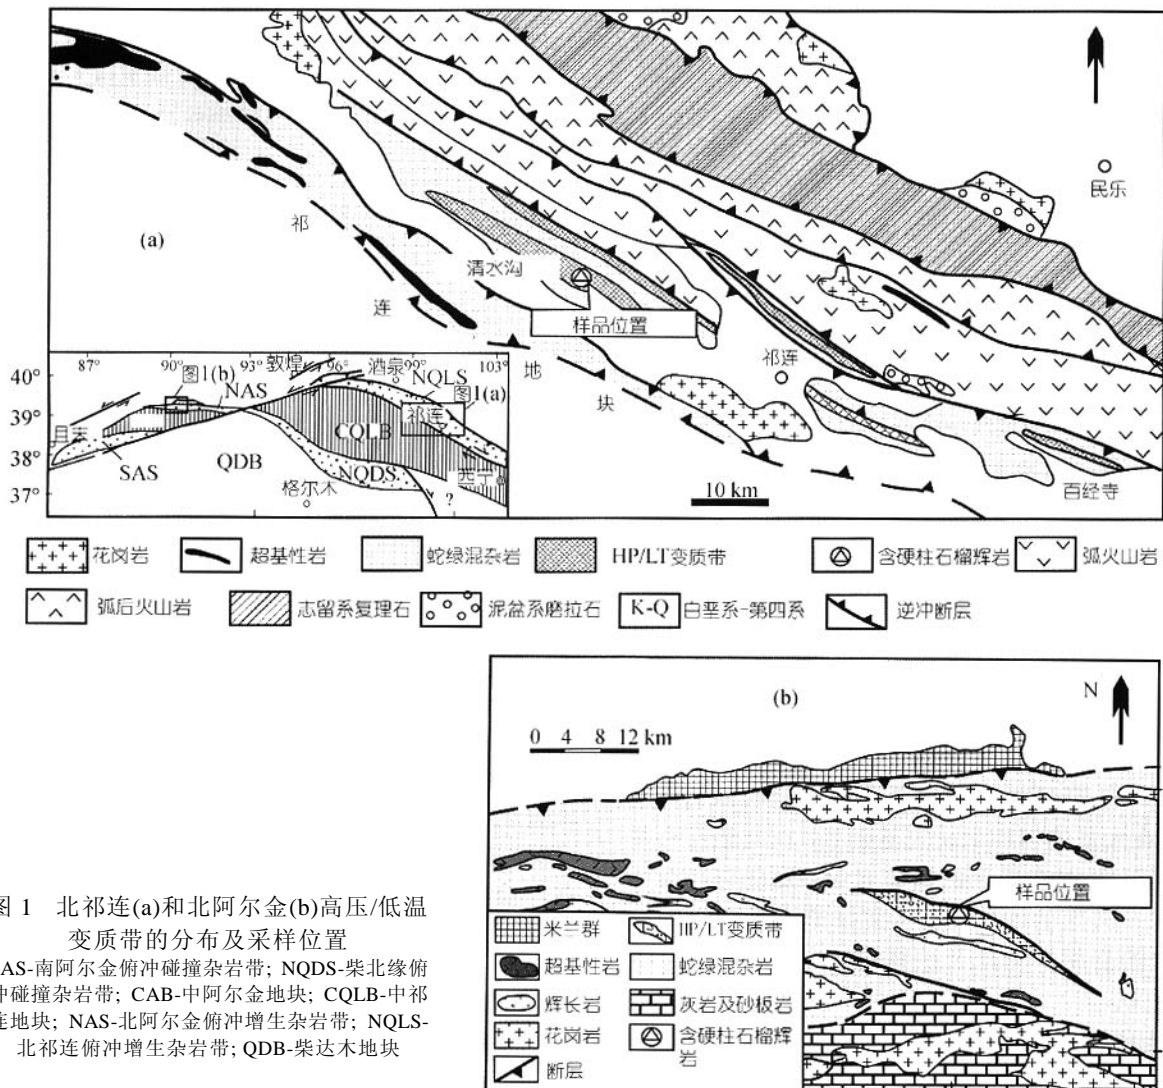 民乐
(a)
祁
连
地
块
清水沟
样品位置
祁连
百经寺
10 km
87° 90° 93° 96° 99° 103°
敦煌 酒泉
40°
39°
38°
37°
图1(b)
NAS
NQLS
图1(a)
祁连
且末
CQLB
SAS
QDB
NQDS
格尔木
西宁
?
花岗岩 超基性岩 蛇绿混杂岩 HP/LT变质带 含硬柱石榴辉岩 弧火山岩
弧后火山岩 志留系复理石 泥盆系磨拉石 K-Q 白垩系-第四系 逆冲断层
(b)
N
0 4 8 12 km
样品位置
米兰群 HP/LT变质带
超基性岩 蛇绿混杂岩
辉长岩 灰岩及砂板岩
花岗岩 含硬柱石榴辉
岩
断层
图 1 北祁连(a)和北阿尔金(b)高压/低温
变质带的分布及采样位置
AS-南阿尔金俯冲碰撞杂岩带; NQDS-柴北缘俯
冲碰撞杂岩带; CAB-中阿尔金地块; CQLB-中祁
连地块; NAS-北阿尔金俯冲增生杂岩带; NQLS-
北祁连俯冲增生杂岩带; QDB-柴达木地块